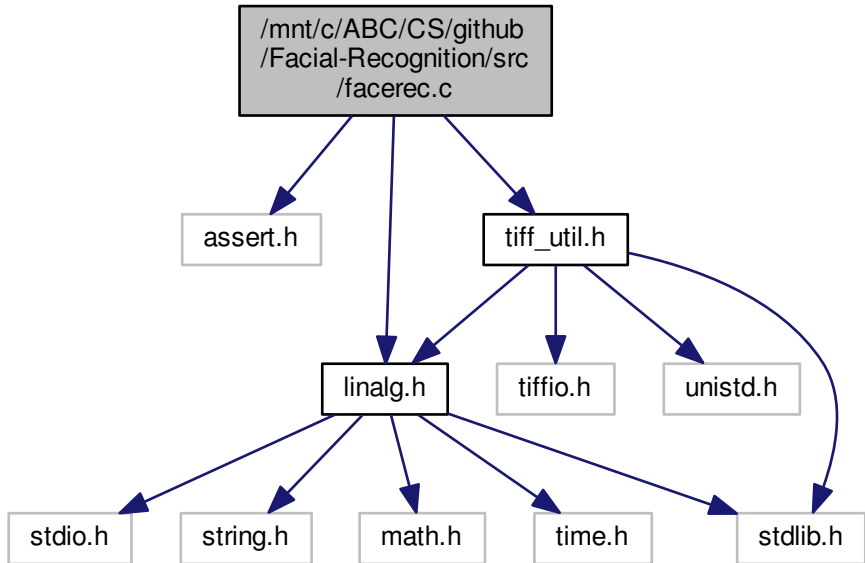 /mnt/c/ABC/CS/github
/Facial-Recognition/src
/facerec.c
assert.h
tiff_util.h
linalg.h
tiffio.h
unistd.h
stdio.h
string.h
math.h
time.h
stdlib.h